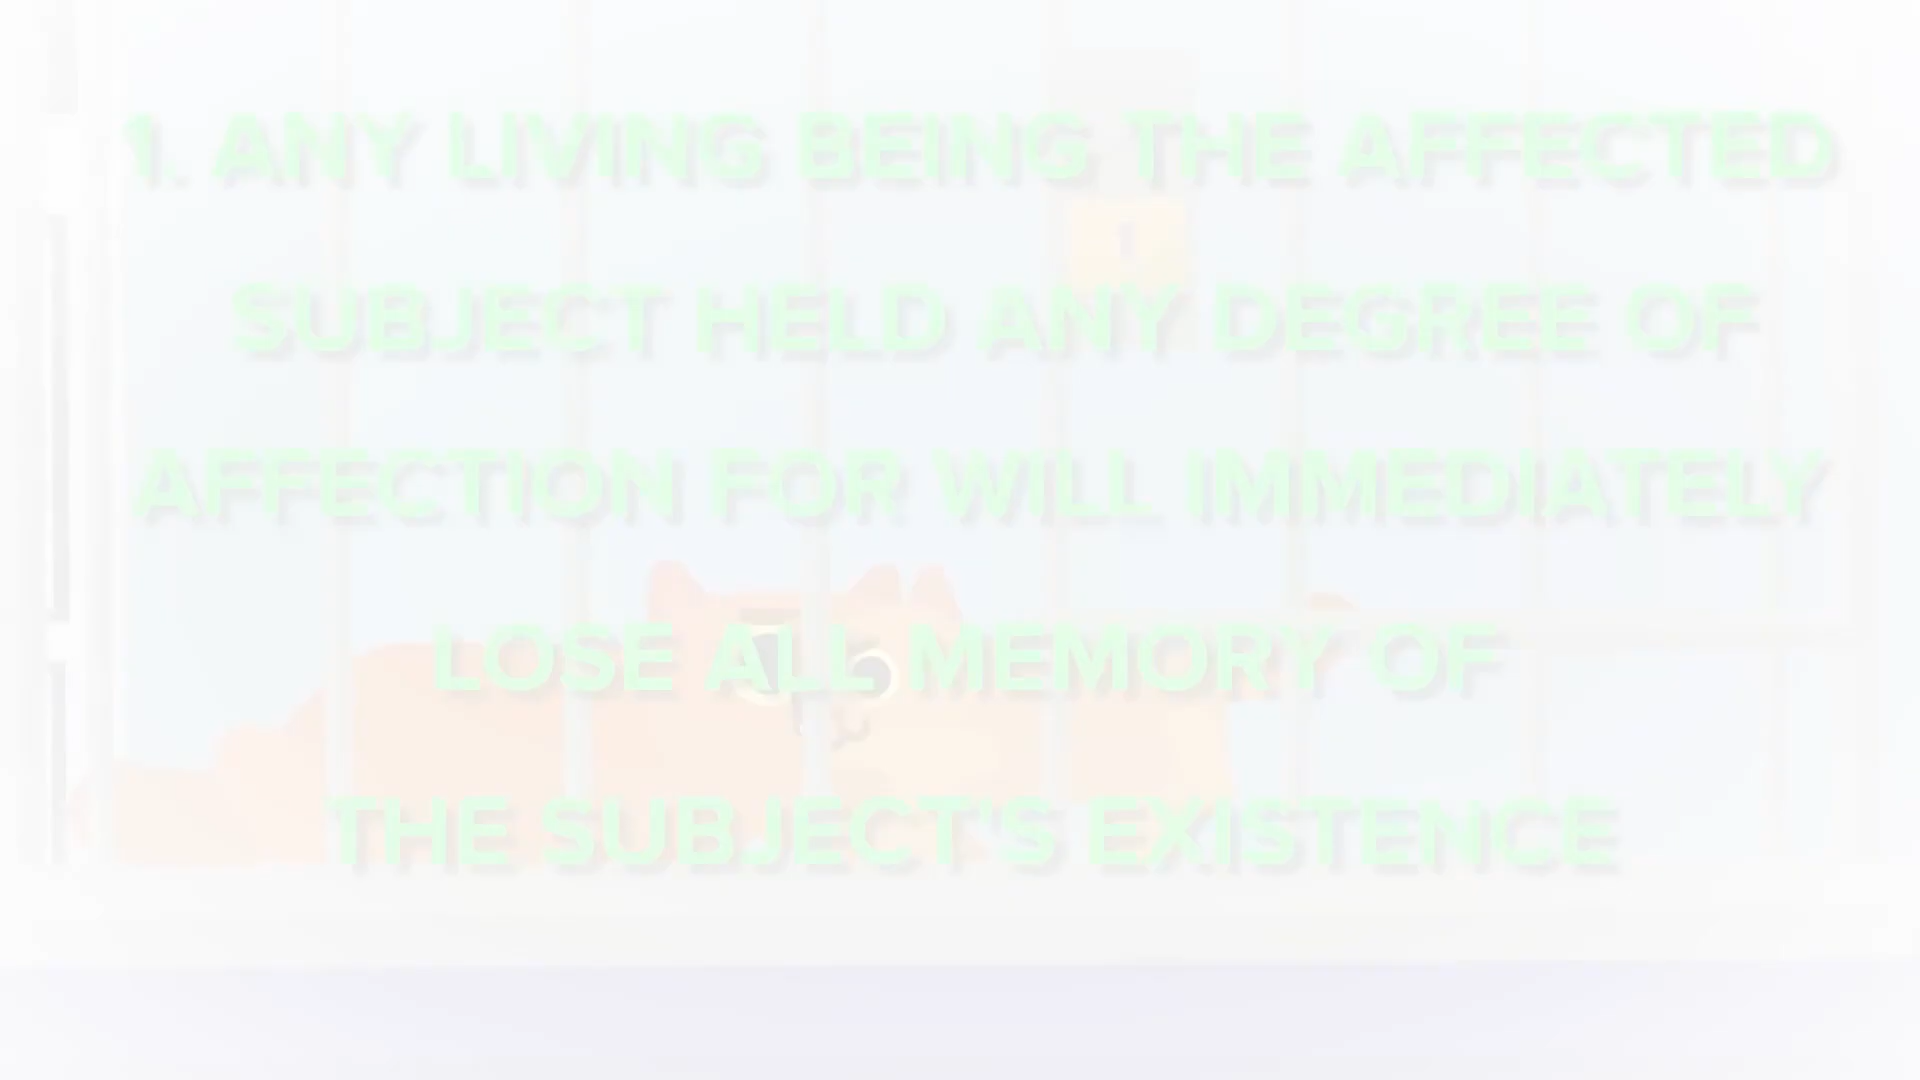 1. ANY LIVING BEING THE AFFECTED
SUBJECT HELD ANY DEGREE OF
AFFECTION FOR WILL IMMEDIATELY
LOSE ALL MEMORY OF
THE SUBJECT'S EXISTENCE